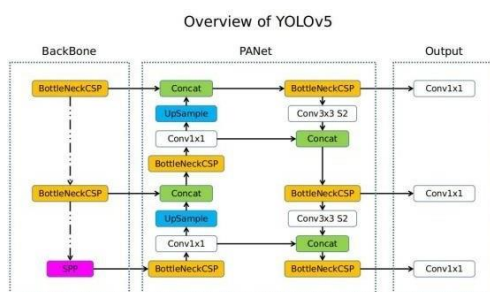 Overview of YOLOv5
BackBone
PANet
Output
BottleNeckCSP
Concat
BottleNeckCSP
Conv1x1
UpSample
Conv3x3 S2
Conv1x1
Concat
BottleNeckCSP
BottleNeckCSP
Concat
BottleNeckCSP
Conv1x1
UpSample
Conv3x3 S2
Conv1x1
Concat
SPP
BottleNeckCSP
BottleNeckCSP
Conv1x1